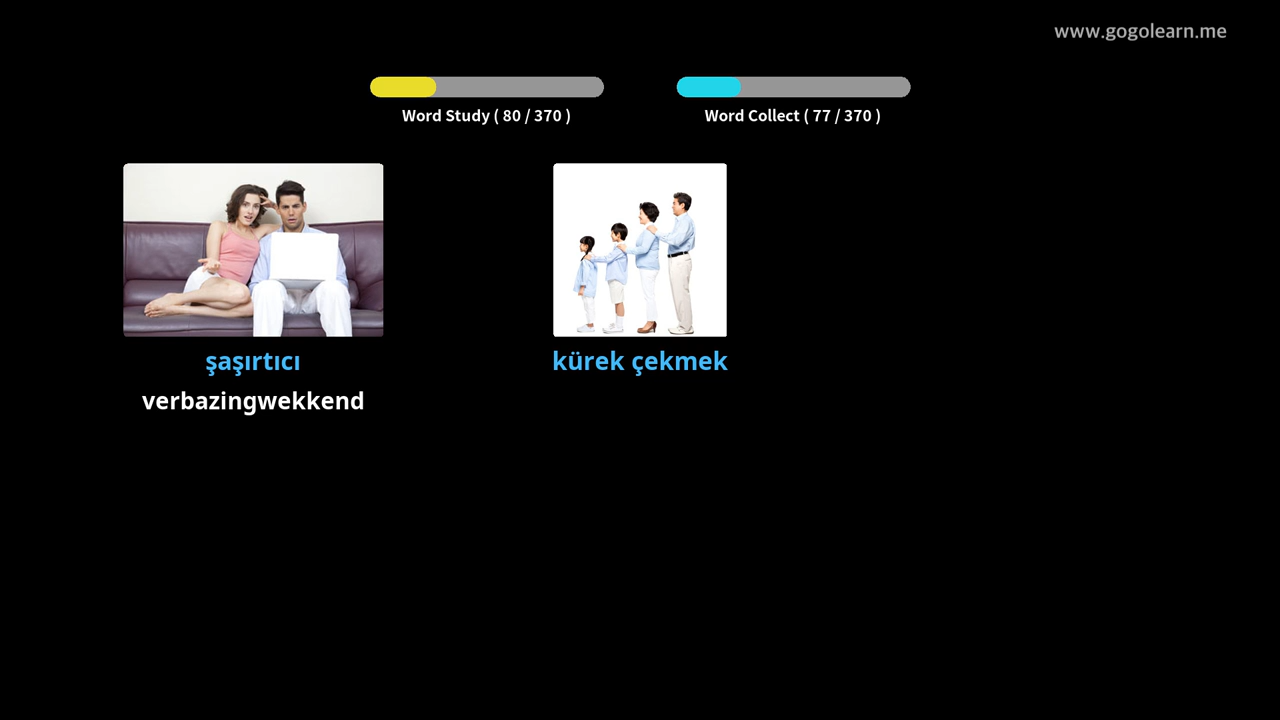 www.gogolearn.me
Word Study ( 80 / 370 )
Word Collect ( 77 / 370 )
şaşırtıcı
kürek çekmek
verbazingwekkend